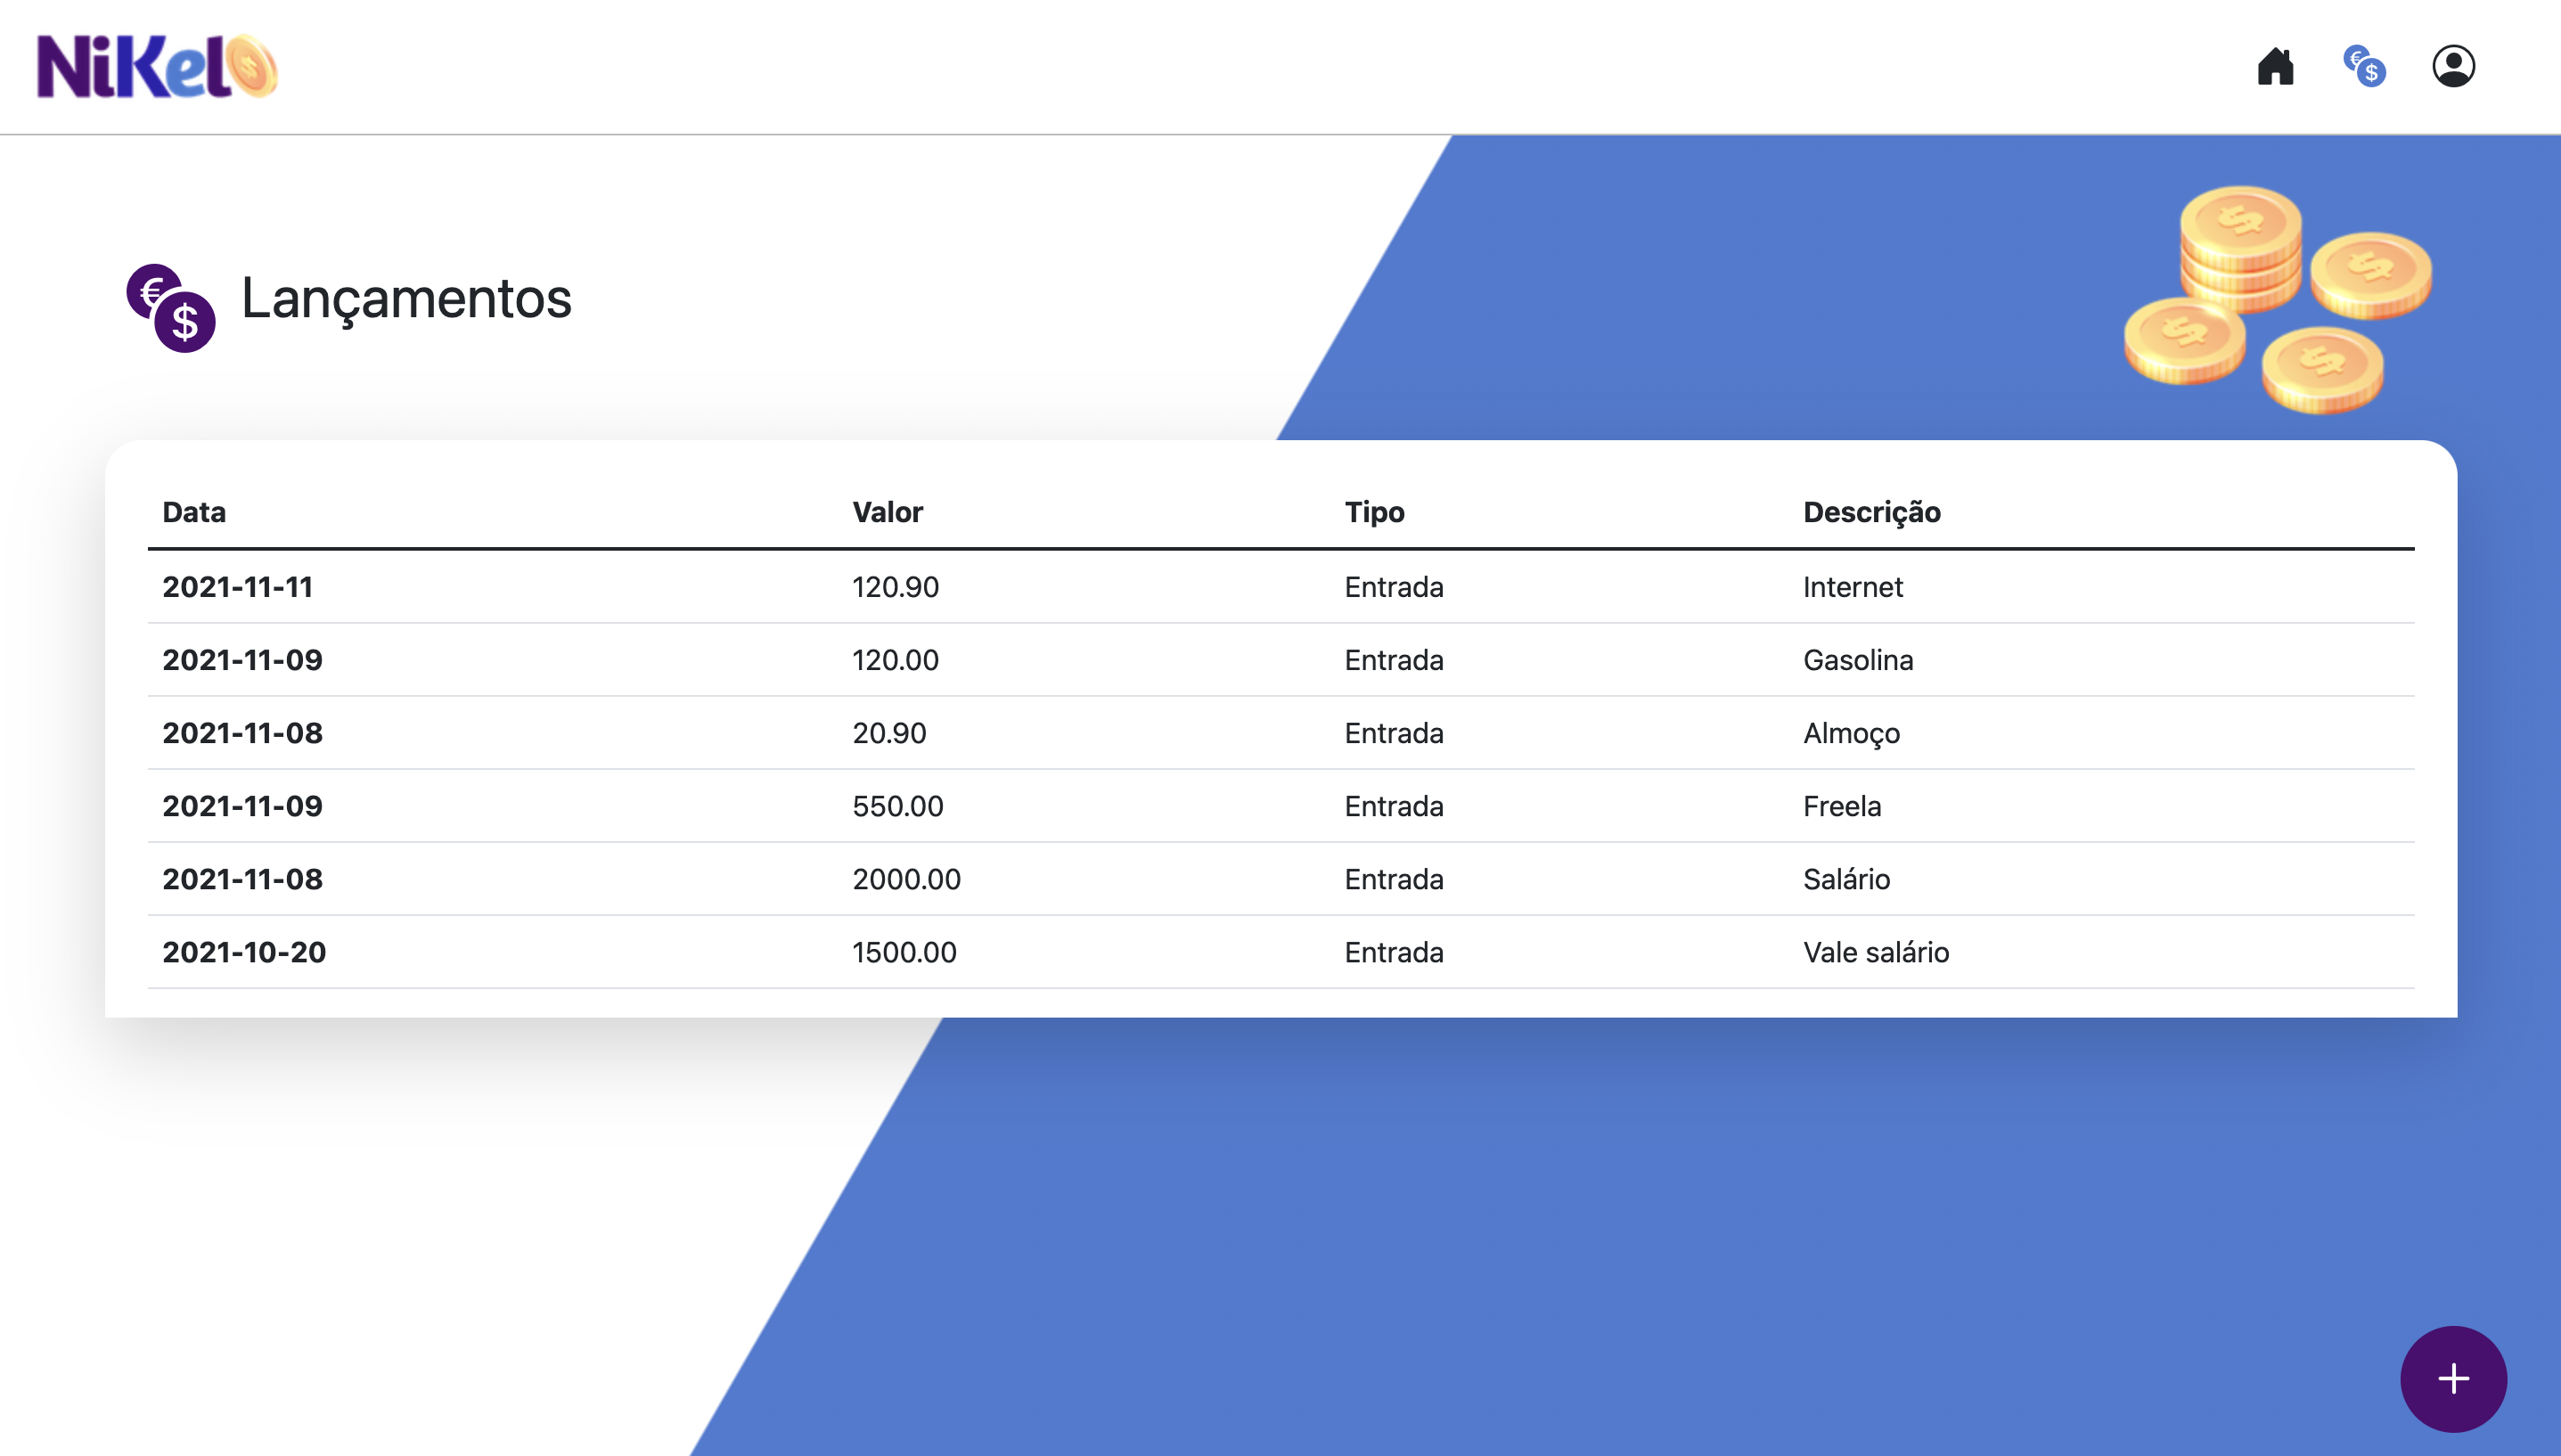 NiKel
Lançamentos
Data Valor Tipo Descrição
2021-11-11 120.90 Entrada Internet
2021-11-09 120.00 Entrada Gasolina
2021-11-08 20.90 Entrada Almoço
2021-11-09 550.00 Entrada Freela
2021-11-08 2000.00 Entrada Salário
2021-10-20 1500.00 Entrada Vale salário